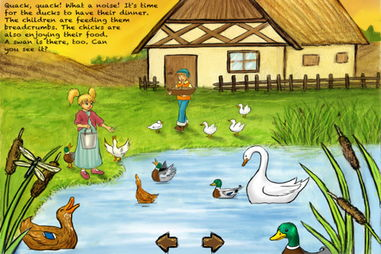 Quack, quack! What a noise! It's time
for the ducks to have their dinner.
The children are feeding them
breadcrumbs. The chicks are
also enjoying their food.
A swan is there, too. Can
you see it?